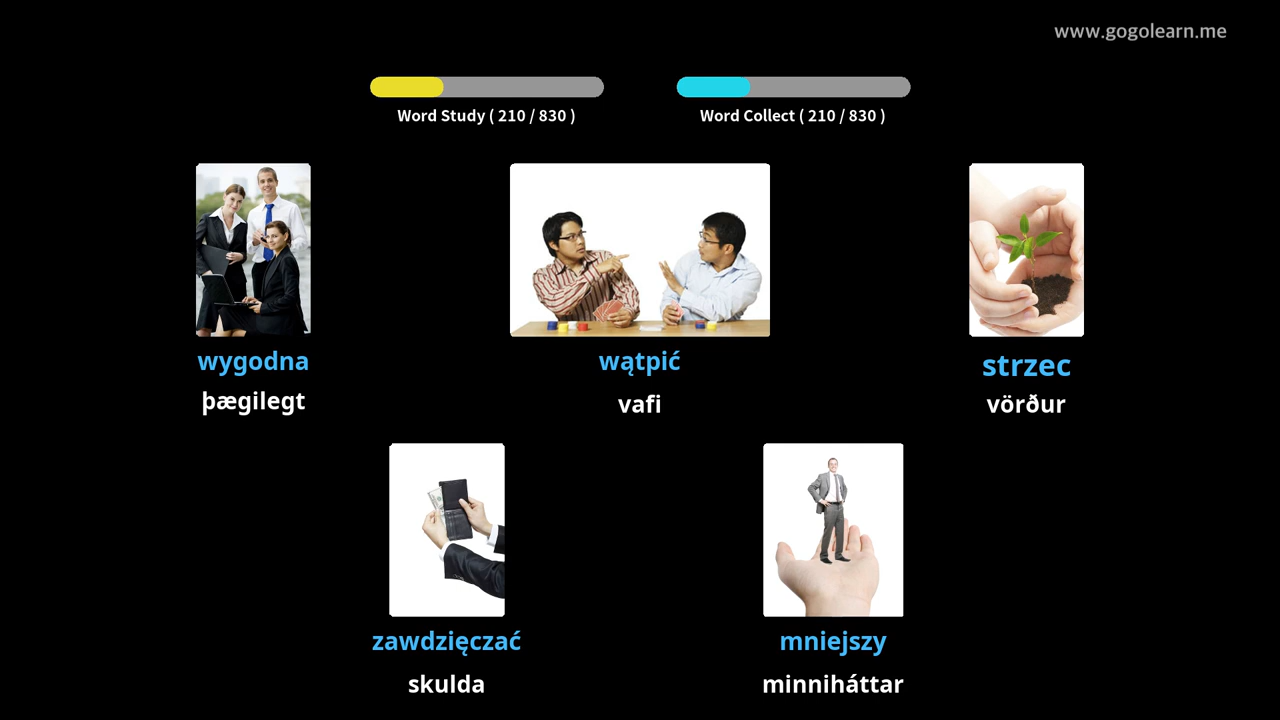 www.gogolearn.me
Word Study ( 210 / 830 )
Word Collect ( 210 / 830 )
wygodna
þægilegt
wątpić
vafi
strzec
vörður
zawdzięczać
skulda
mniejszy
minniháttar